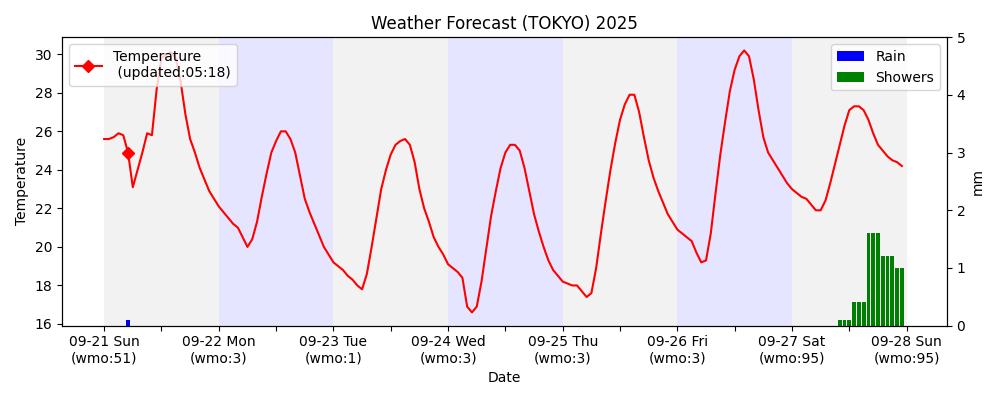 Weather Forecast (TOKYO) 2025
Temperature
(updated:05:18)
Rain
Showers
30
28
26
24
22
20
18
16
Temperature
5
4
3
2
1
0
mm
09-21 Sun 09-22 Mon 09-23 Tue 09-24 Wed 09-25 Thu 09-26 Fri 09-27 Sat 09-28 Sun
(wmo:51) (wmo:3) (wmo:1) (wmo:3) (wmo:3) (wmo:3) (wmo:95) (wmo:95)
Date